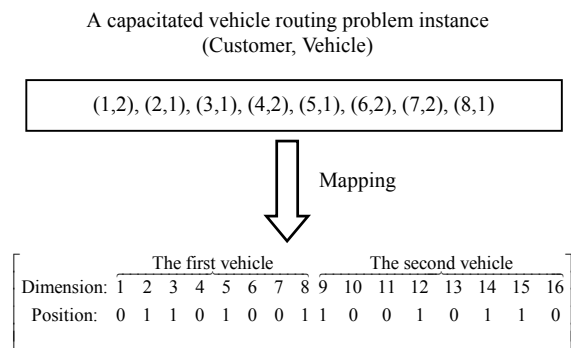 A capacitated vehicle routing problem instance
(Customer, Vehicle)
(1,2), (2,1), (3,1), (4,2), (5,1), (6,2), (7,2), (8,1)
Mapping
The first vehicle The second vehicle
Dimension: 1 2 3 4 5 6 7 8 9 10 11 12 13 14 15 16
Position: 0 1 1 0 1 0 0 1 1 0 0 1 0 1 1 0